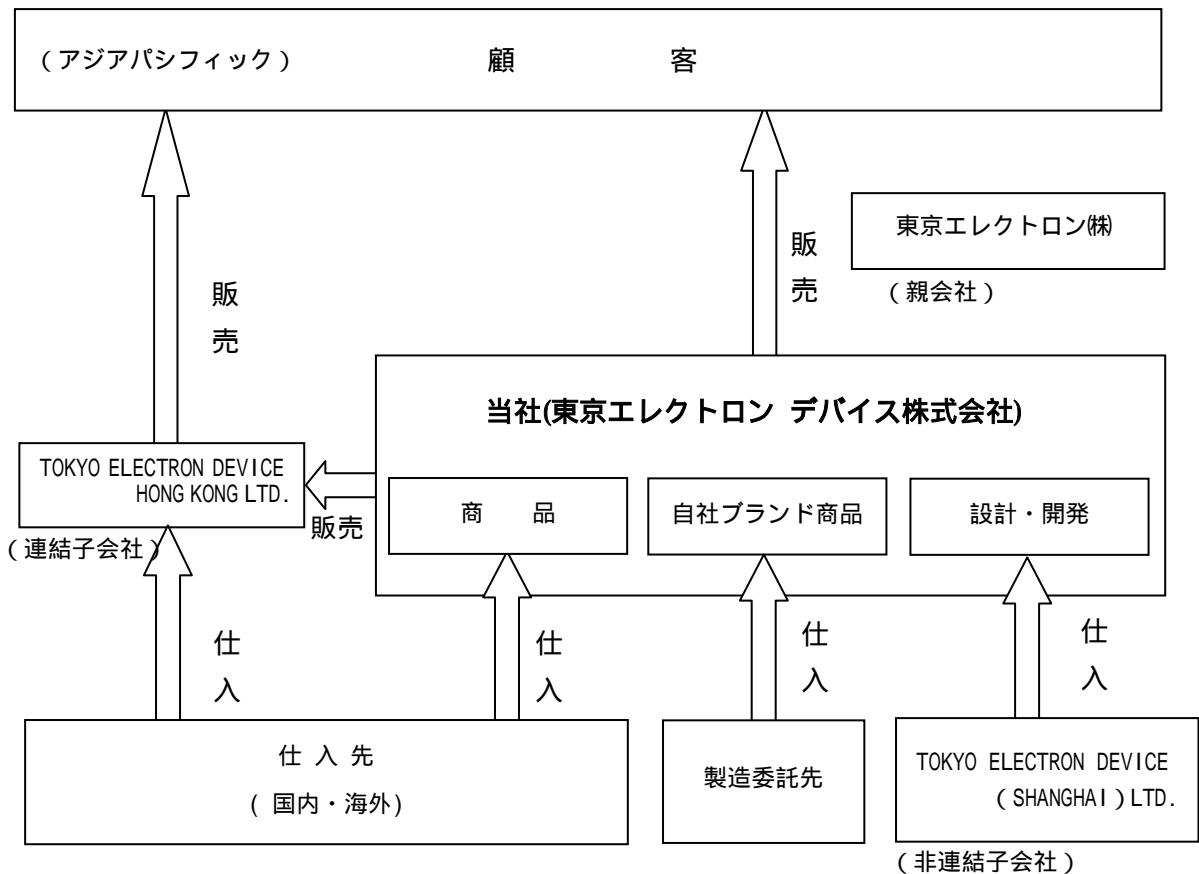 (アジアパシフィック) 顧 客
東京エレクトロン㈱
(親会社)
販
売
販
売
当社(東京エレクトロン デバイス株式会社)
TOKYO ELECTRON DEVICE
HONG KONG LTD.
(連結子会社)
販売
商 品
自社ブランド商品
設計・開発
仕
入
仕
入
仕
入
仕
入
仕 入 先
( 国内・海外)
製造委託先
TOKYO ELECTRON DEVICE
(SHANGHAI)LTD.
(非連結子会社)